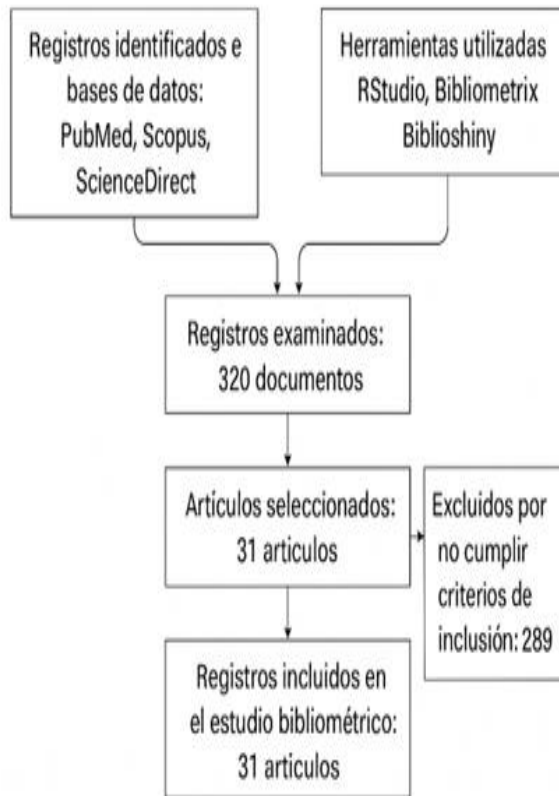 Registros identificados e
bases de datos:
PubMed, Scopus,
ScienceDirect
Herramientas utilizadas
RStudio, Bibliometrix
Biblioshiny
Registros examinados:
320 documentos
Artículos seleccionados:
31 articulos
Excluidos por
no cumplir
criterios de
inclusión: 289
Registros incluidos en
el estudio bibliométrico:
31 articulos